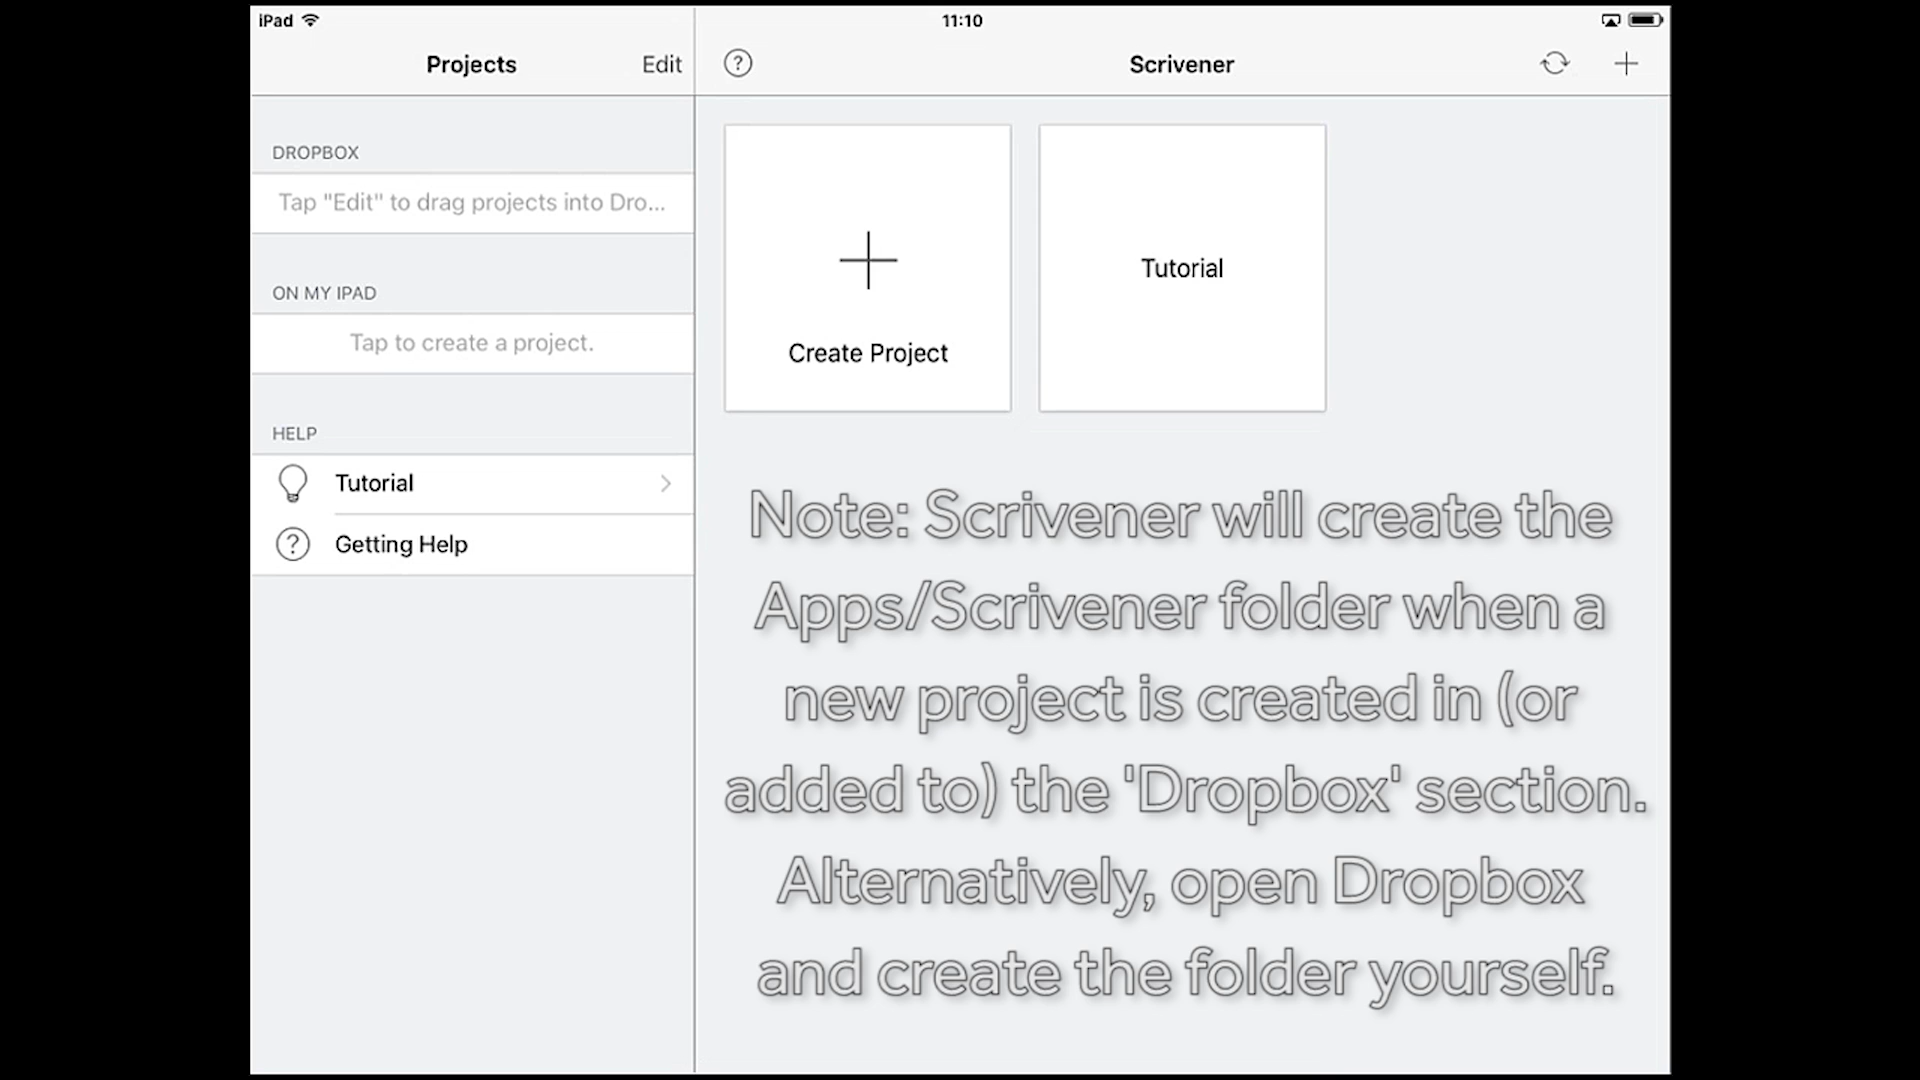 iPad
11:10
Projects
Edit
?
Scrivener
DROPBOX
Tap "Edit" to drag projects into Dro...
ON MY IPAD
Tap to create a project.
HELP
Tutorial
? Getting Help
Create Project
Tutorial
Note: Scrivener will create the
Apps/Scrivener folder when a
new project is created in (or
added to) the 'Dropbox' section.
Alternatively, open Dropbox
and create the folder yourself.